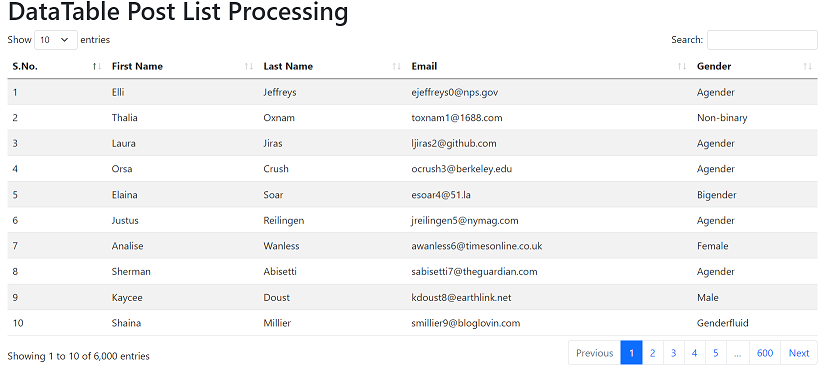 DataTable Post List Processing
Show 10 entries Search:
S.No. First Name Last Name Email Gender
1 Elli Jeffreys ejeffreys0@nps.gov Agender
2 Thalia Oxnam toxnam1@1688.com Non-binary
3 Laura Jiras ljiras2@github.com Agender
4 Orsa Crush ocrush3@berkeley.edu Agender
5 Elaina Soar esoar4@51.la Bigender
6 Justus Reilingen jreilingen5@nymag.com Agender
7 Analise Wanless awanless6@timesonline.co.uk Female
8 Sherman Abisetti sabisetti7@theguardian.com Agender
9 Kaycee Doust kdoust8@earthlink.net Male
10 Shaina Millier smillier9@bloglovin.com Genderfluid
Showing 1 to 10 of 6,000 entries Previous 1 2 3 4 5 ... 600 Next